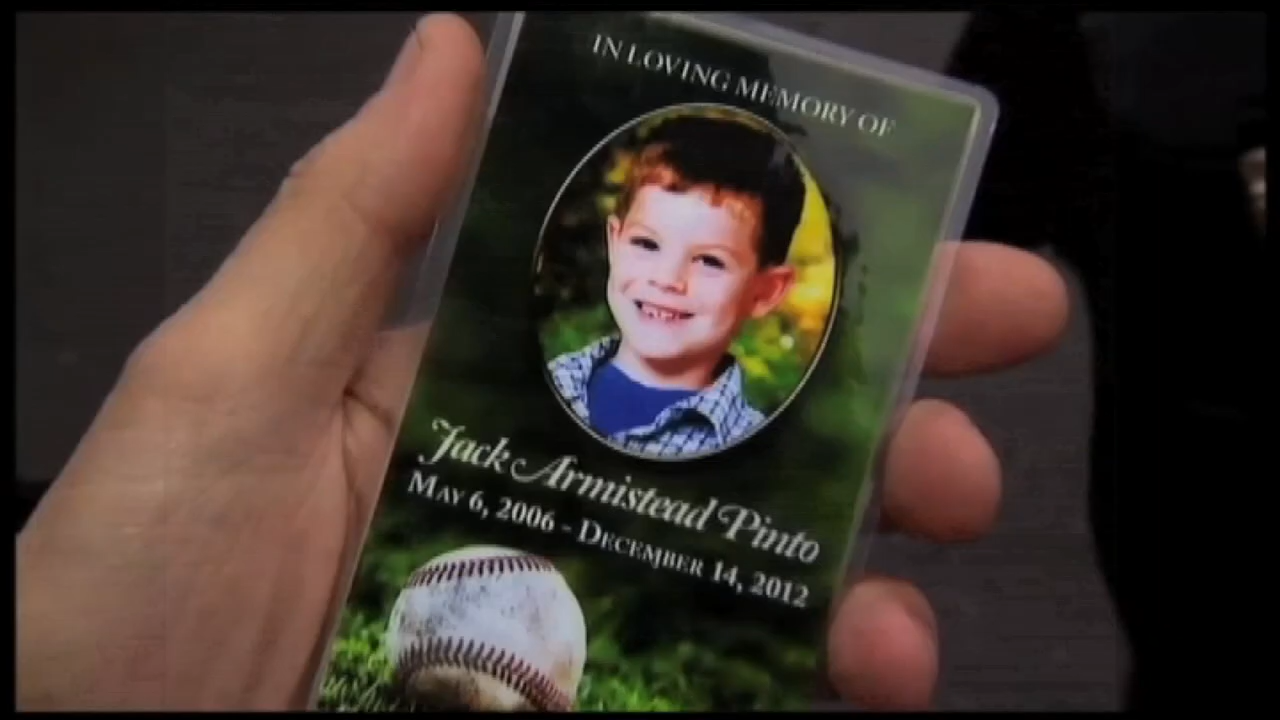 IN LOVING MEMORY OF
Jack Armistead Pinto
MAY 6, 2006 - DECEMBER 14, 2012